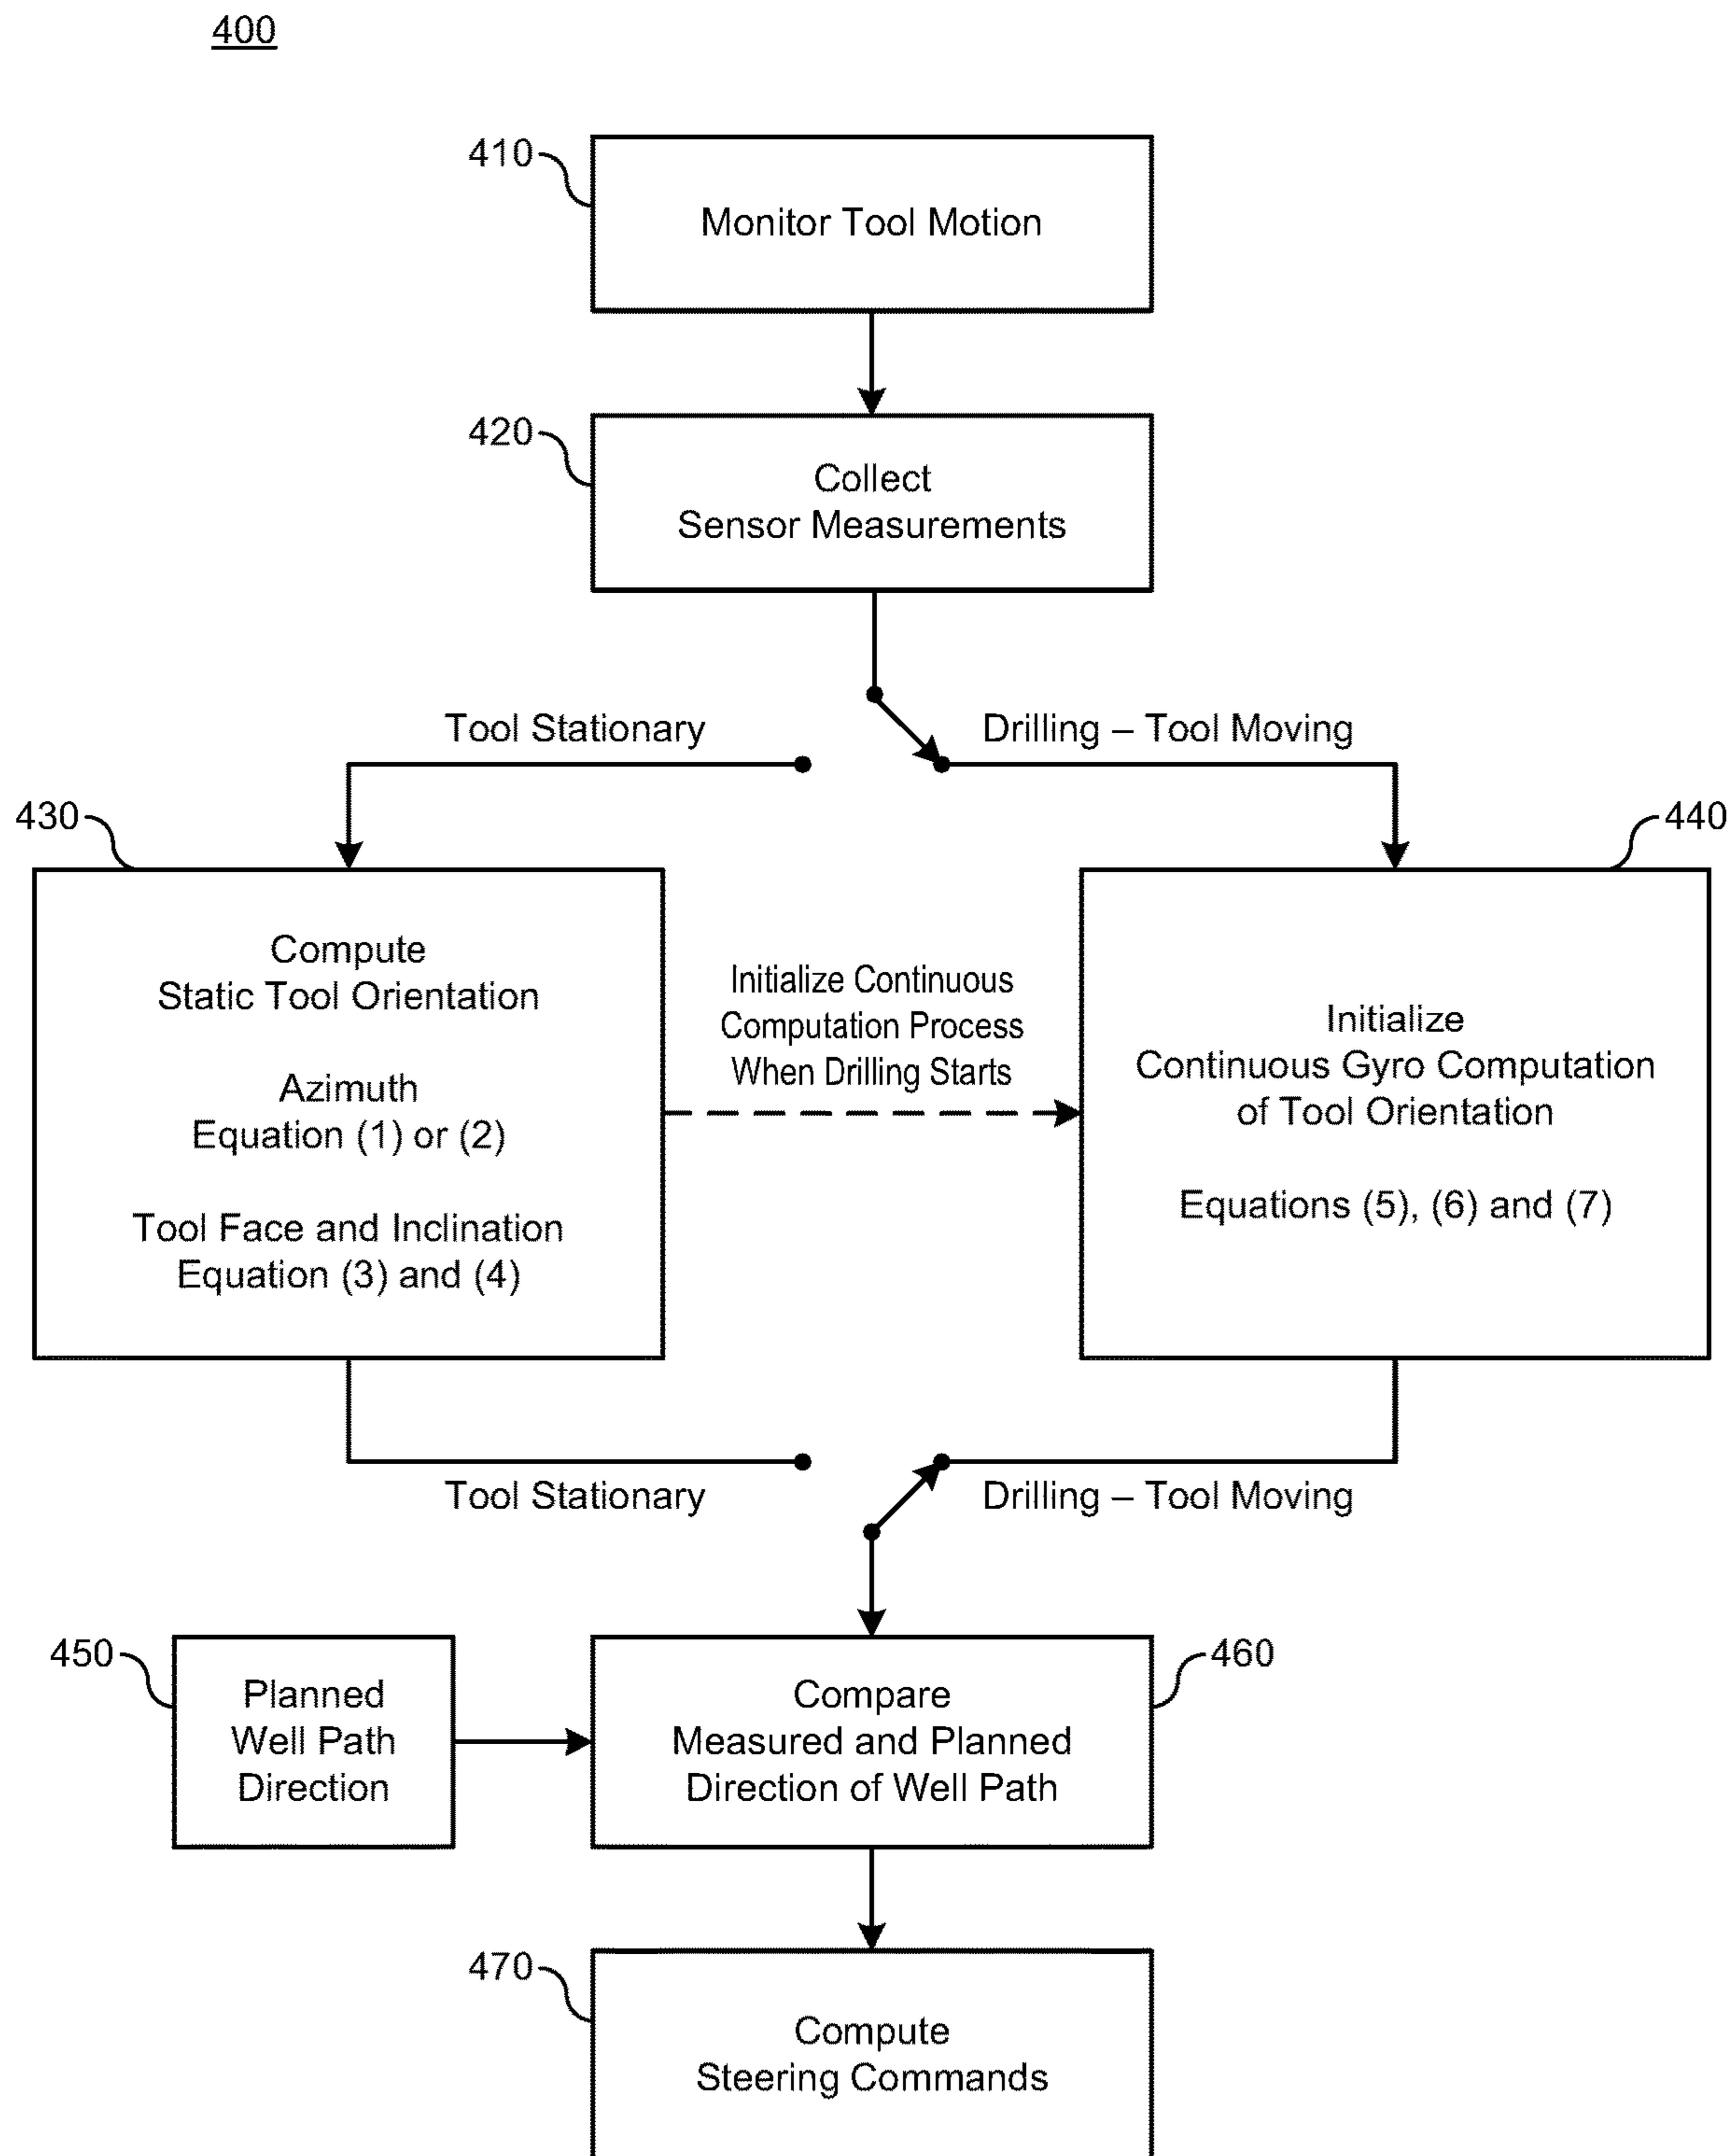 400
410
Monitor Tool Motion
420
Collect
Sensor Measurements
Tool Stationary
Drilling – Tool Moving
430
440
Compute
Static Tool Orientation
Azimuth
Equation (1) or (2)
Tool Face and Inclination
Equation (3) and (4)
Initialize Continuous
Computation Process
When Drilling Starts
Initialize
Continuous Gyro Computation
of Tool Orientation
Equations (5), (6) and (7)
Tool Stationary
Drilling – Tool Moving
450
Planned
Well Path
Direction
460
Compare
Measured and Planned
Direction of Well Path
470
Compute
Steering Commands